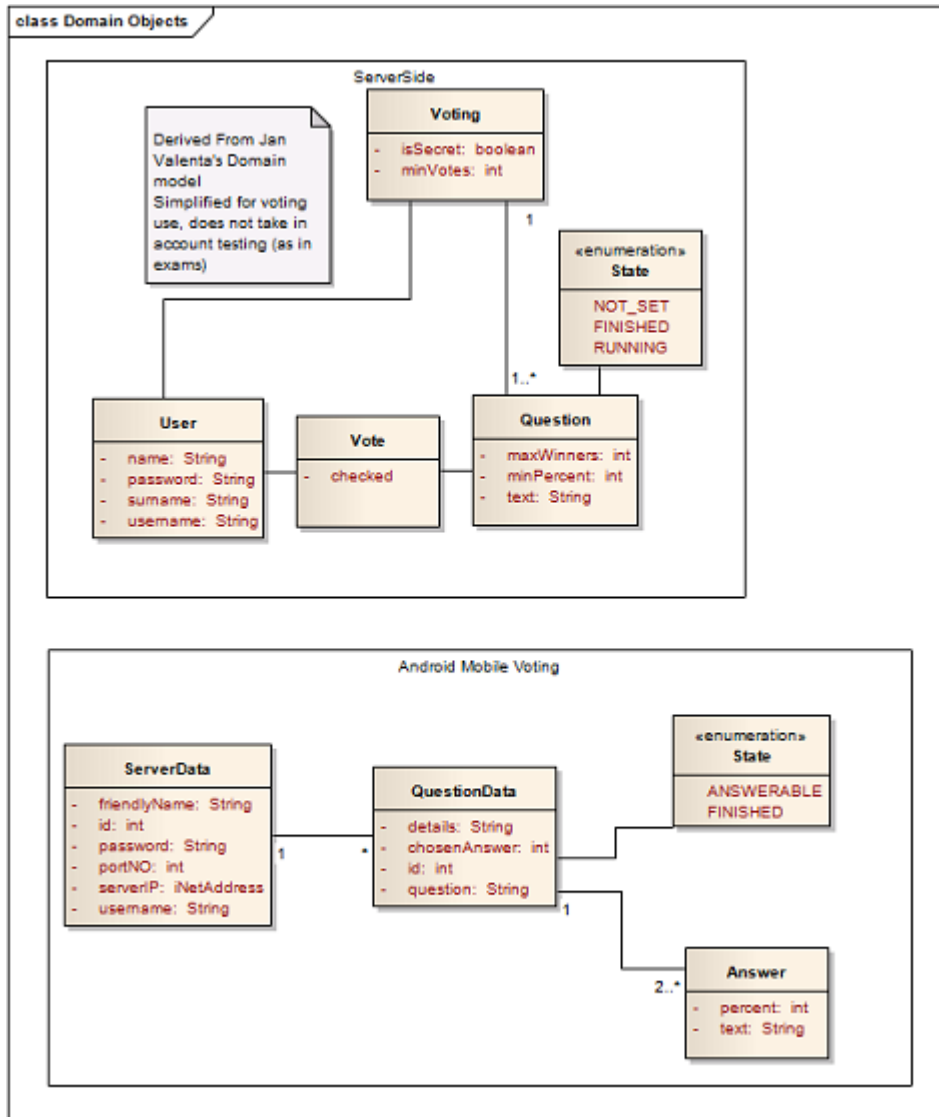 class Domain Objects
ServerSide
Derived From Jan
Valenta's Domain
model
Simplified for voting
use, does not take in
account testing (as in
exams)
Voting
- isSecret: boolean
- minVotes: int
1
«enumeration»
State
NOT_SET
FINISHED
RUNNING
1..*
User
- name: String
- password: String
- surname: String
- username: String
Vote
- checked
Question
- maxWinners: int
- minPercent: int
- text: String
Android Mobile Voting
ServerData
- friendlyName: String
- id: int
- password: String
- portNO: int
- serverIP: iNetAddress
- username: String
1
*
QuestionData
- details: String
- chosenAnswer: int
- id: int
- question: String
1
«enumeration»
State
ANSWERABLE
FINISHED
2..*
Answer
- percent: int
- text: String